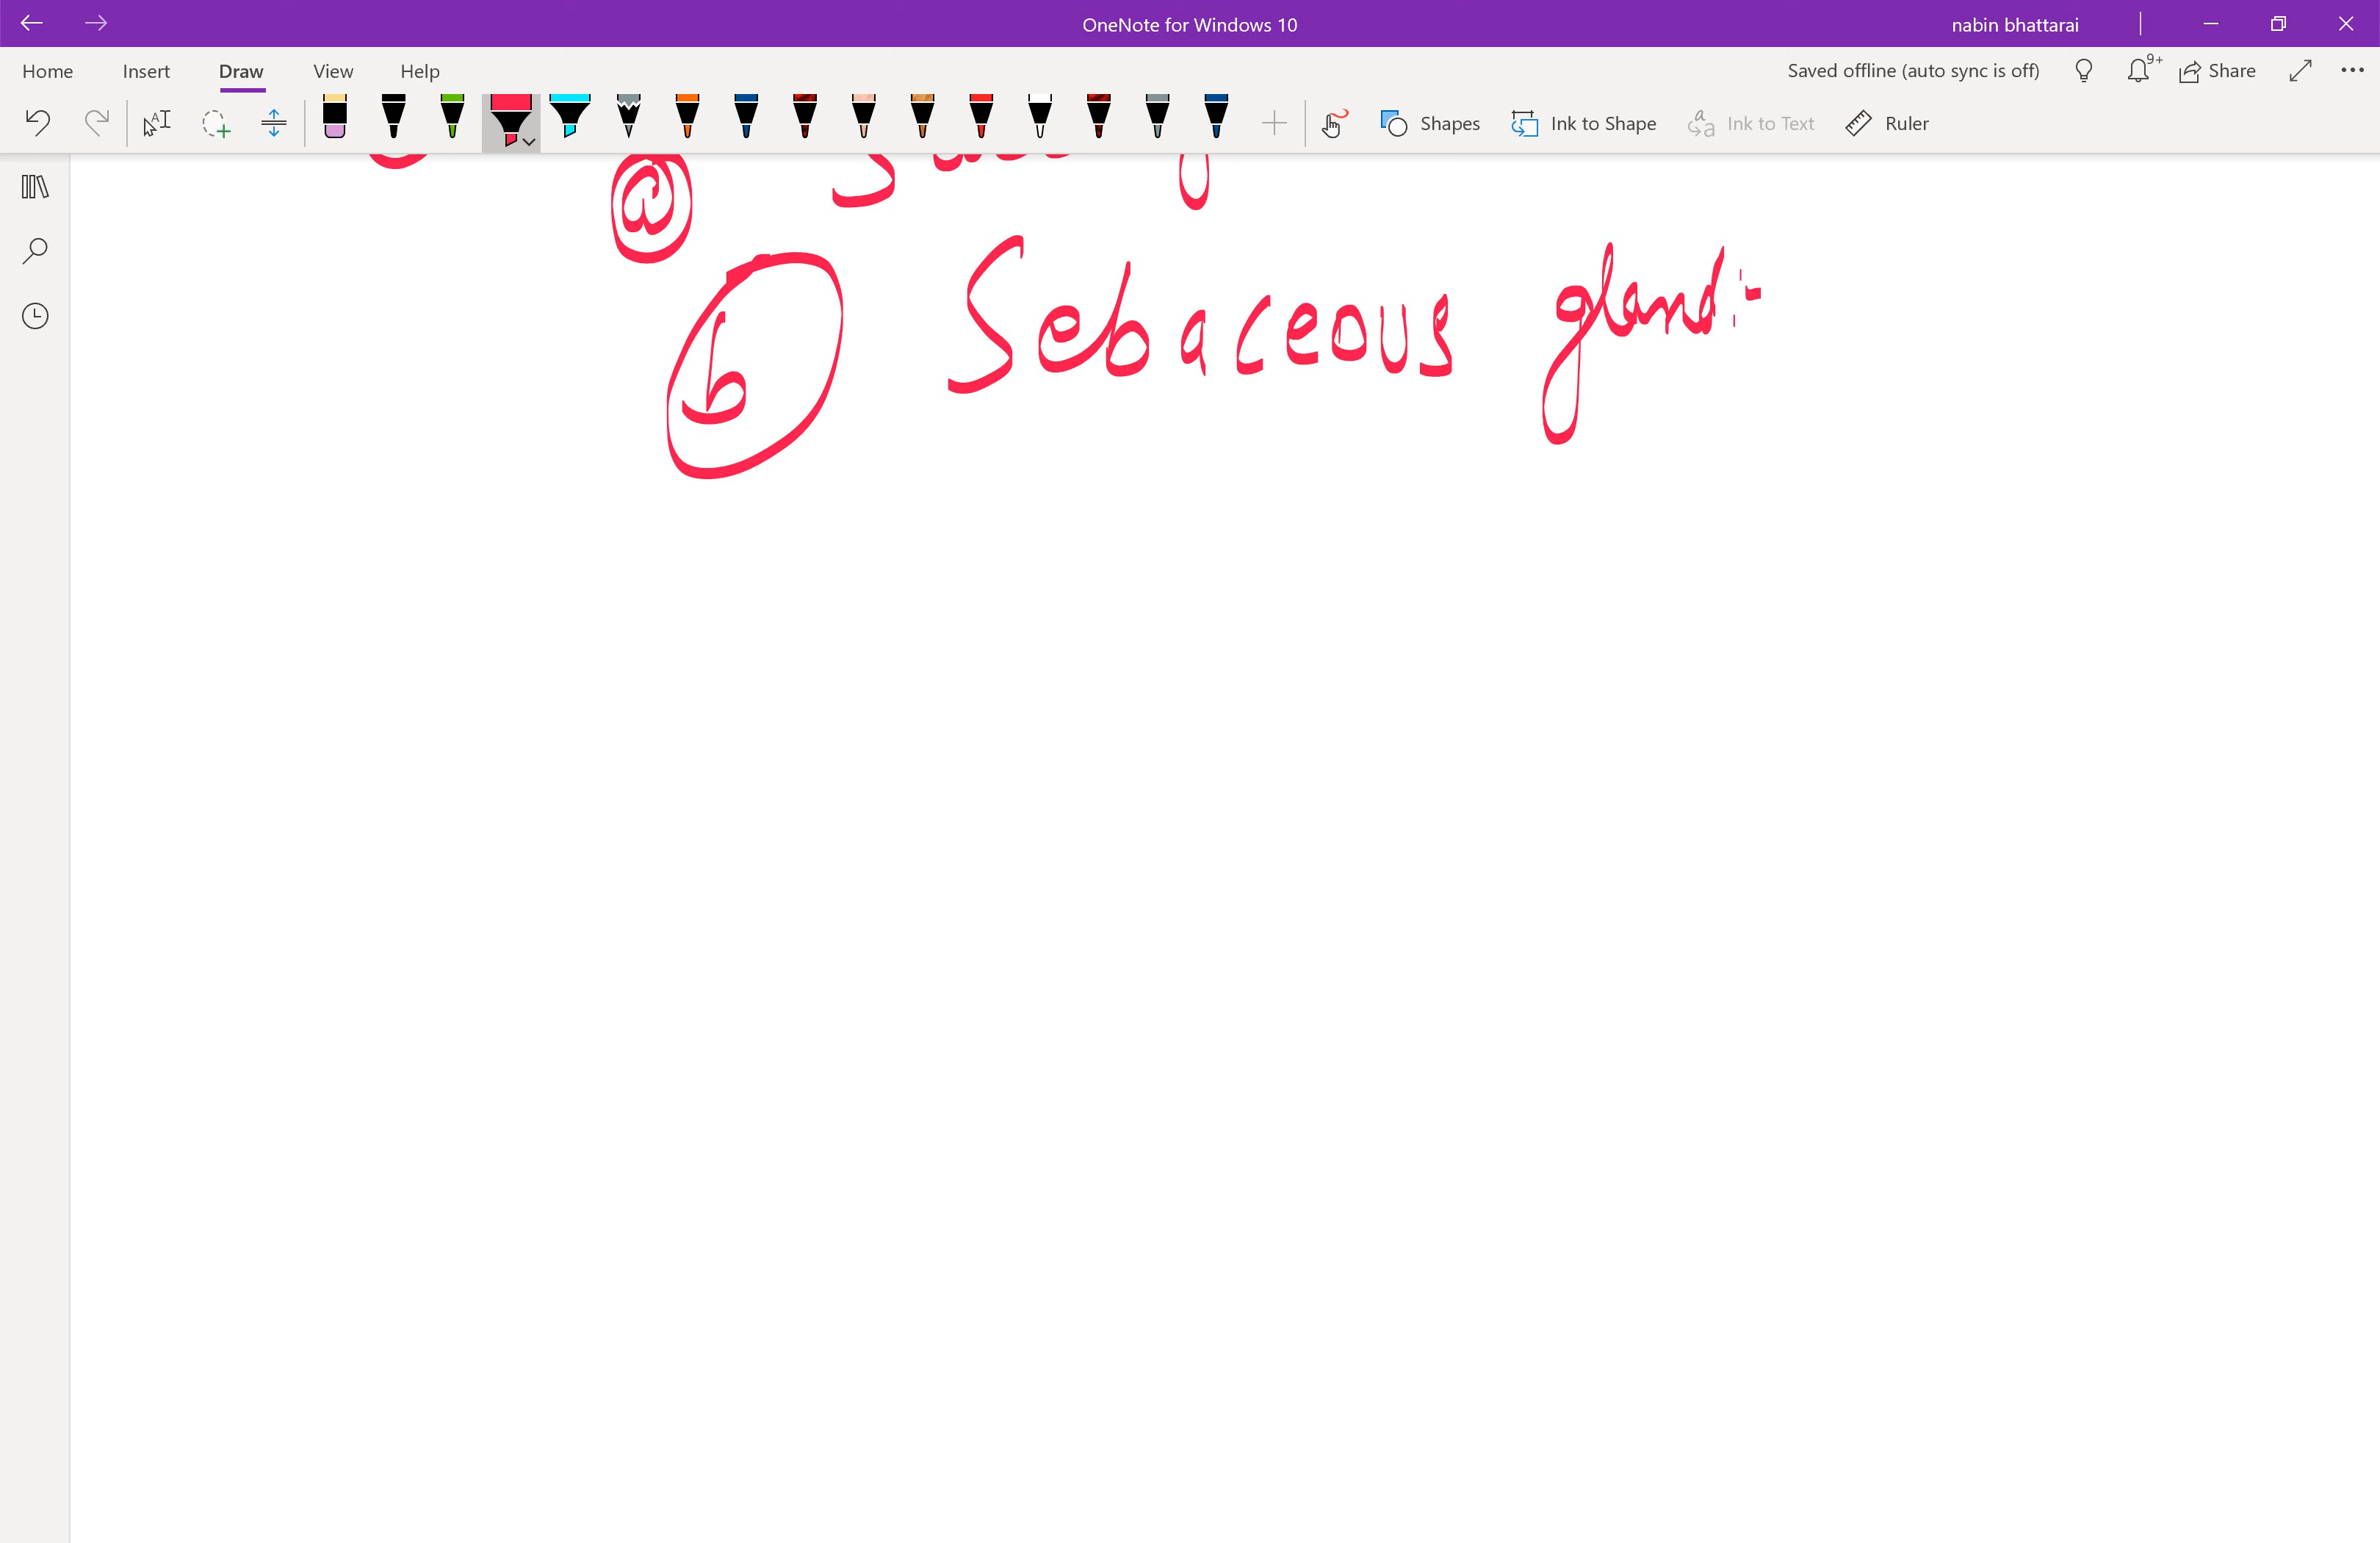 OneNote for Windows 10
nabin bhattarai
Home Insert Draw View Help
Saved offline (auto sync is off)
9+
Share
Shapes
Ink to Shape
Ink to Text
Ruler
a
b Sebaceous gland:-